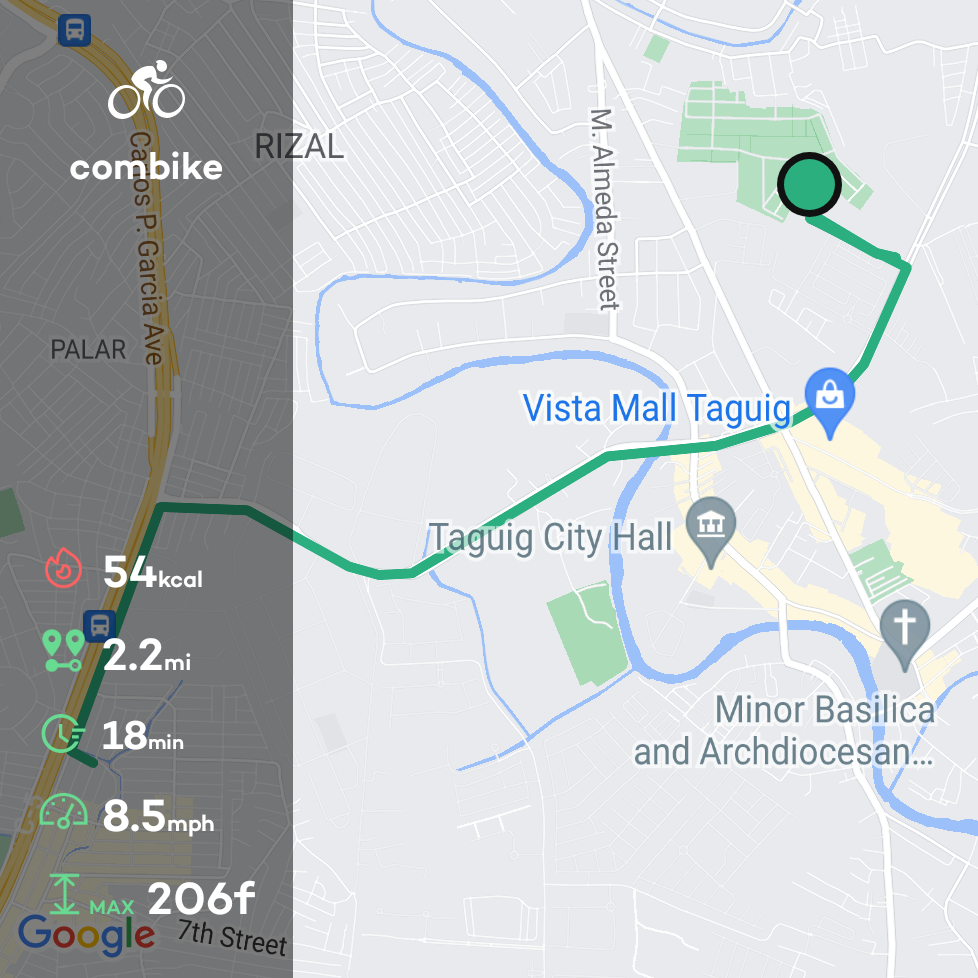 combike
RIZAL
Carlos P. Garcia Ave
M. Almeda Street
PALAR
Vista Mall Taguig
Taguig City Hall
54kcal
2.2mi
Minor Basilica
and Archdiocesan...
18min
8.5mph
MAX 206f
Google
7th Street